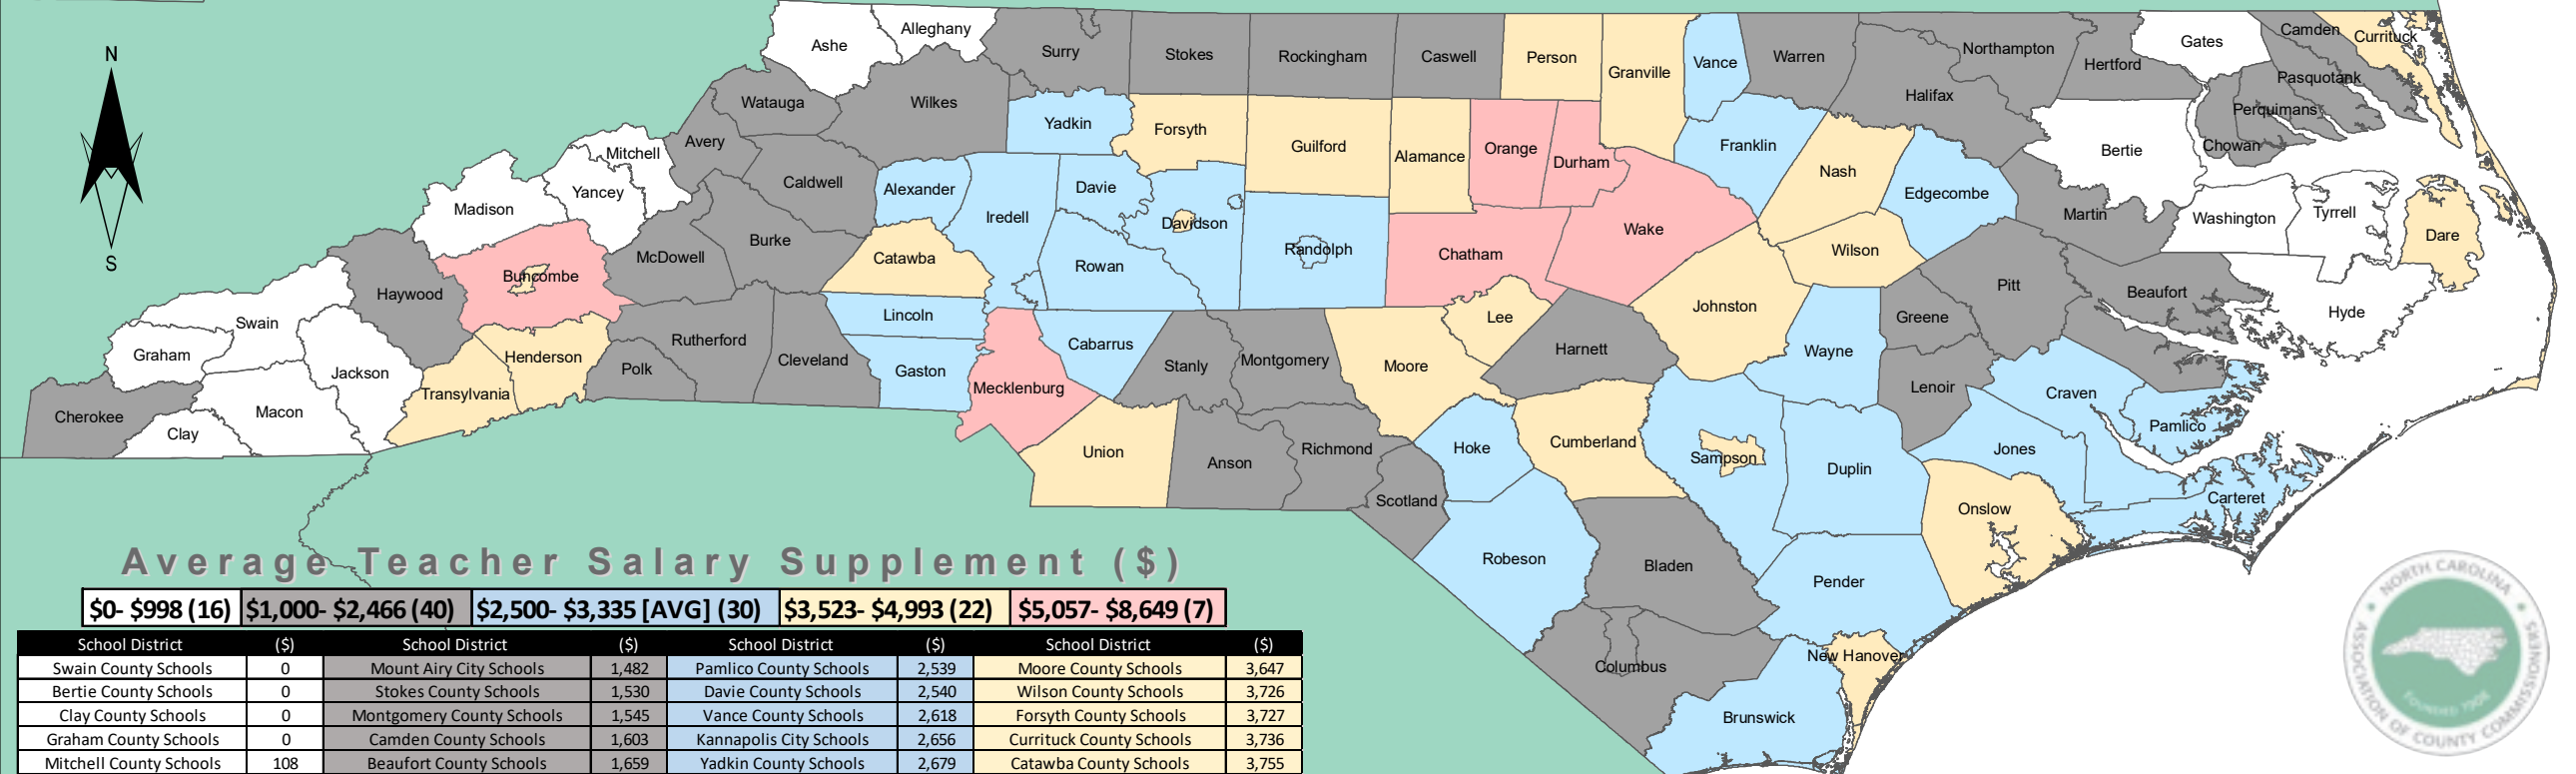 N
S
Ashe
Alleghany
Surry
Stokes
Rockingham
Caswell
Person
Granville
Vance
Warren
Northampton
Hertford
Gates
Camden
Currituck
Pasquotank
Perquimans
Chowan
Halifax
Watauga
Wilkes
Yadkin
Forsyth
Guilford
Alamance
Orange
Durham
Franklin
Nash
Edgecombe
Bertie
Martin
Washington
Tyrrell
Dare
Avery
Mitchell
Yancey
Madison
Caldwell
Alexander
Iredell
Davie
Davidson
Randolph
Chatham
Wake
Wilson
Pitt
Beaufort
Hyde
Buncombe
McDowell
Burke
Catawba
Rowan
Haywood
Swain
Graham
Jackson
Macon
Clay
Cherokee
Transylvania
Henderson
Polk
Rutherford
Cleveland
Lincoln
Gaston
Mecklenburg
Cabarrus
Stanly
Montgomery
Moore
Lee
Harnett
Johnston
Wayne
Greene
Lenoir
Craven
Pamlico
Jones
Carteret
Union
Anson
Richmond
Scotland
Hoke
Cumberland
Sampson
Duplin
Onslow
Robeson
Bladen
Pender
Columbus
New Hanover
Brunswick
Average Teacher Salary Supplement ($)
$0- $998 (16) $1,000- $2,466 (40) $2,500- $3,335 [AVG] (30) $3,523- $4,993 (22) $5,057- $8,649 (7)
School District ($) School District ($) School District ($) School District ($)
Swain County Schools 0 Mount Airy City Schools 1,482 Pamlico County Schools 2,539 Moore County Schools 3,647
Bertie County Schools 0 Stokes County Schools 1,530 Davie County Schools 2,540 Wilson County Schools 3,726
Clay County Schools 0 Montgomery County Schools 1,545 Vance County Schools 2,618 Forsyth County Schools 3,727
Graham County Schools 0 Camden County Schools 1,603 Kannapolis City Schools 2,656 Currituck County Schools 3,736
Mitchell County Schools 108 Beaufort County Schools 1,659 Yadkin County Schools 2,679 Catawba County Schools 3,755
NORTH CAROLINA
ASSOCIATION OF COUNTY COMMISSIONERS